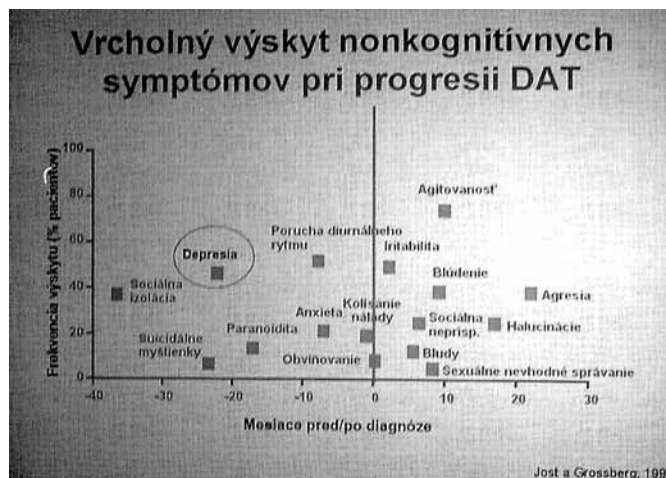 Vrcholný výskyt nonkognitívnych
symptómov pri progresii DAT
Frekvencia výskytu (% pacientov)
100
80
60
40
20
0
Agitovanosť
Porucha diurnálneho
rytmu
Iritabilita
Depresia
Blúdenie
Sociálna
izolácia
Agresia
Kolísanie
nálady
Anxieta
Sociálna
neprisp.
Halucinácie
Paranoidita
Suicidálne
myšlienky
Obviňovanie
Bludy
Sexuálne nevhodné správanie
-40
-30
-20
-10
0
10
20
30
Mesiace pred/po diagnóze
Jost a Grossberg, 199